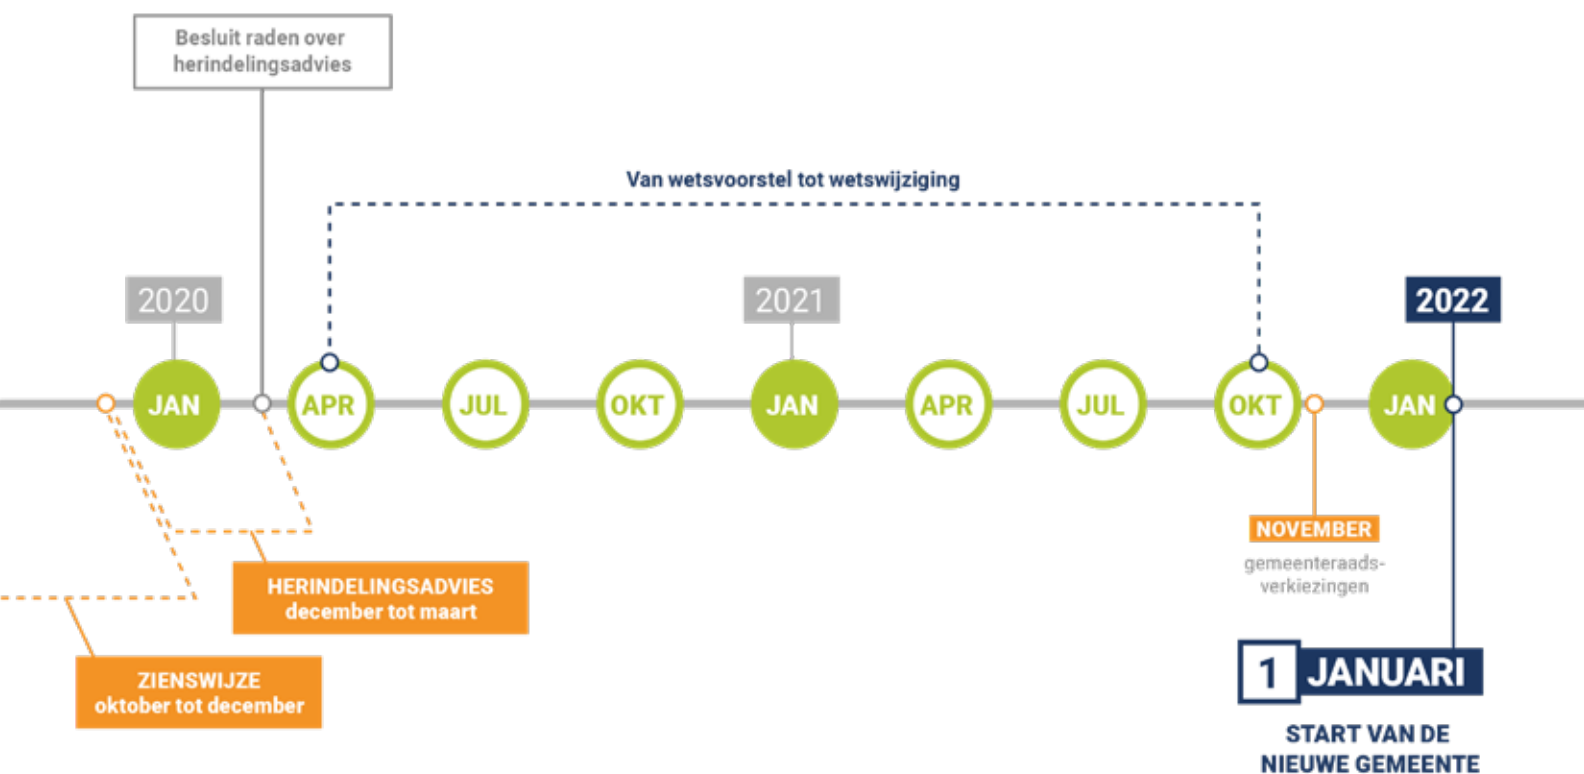 Besluit raden over
herindelingsadvies
Van wetsvoorstel tot wetswijziging
2020
2021
2022
JAN
APR
JUL
OKT
JAN
APR
JUL
OKT
JAN
HERINDELINGSADVIES
december tot maart
ZIENSWIJZE
oktober tot december
NOVEMBER
gemeenteraads-
verkiezingen
1 JANUARI
START VAN DE
NIEUWE GEMEENTE